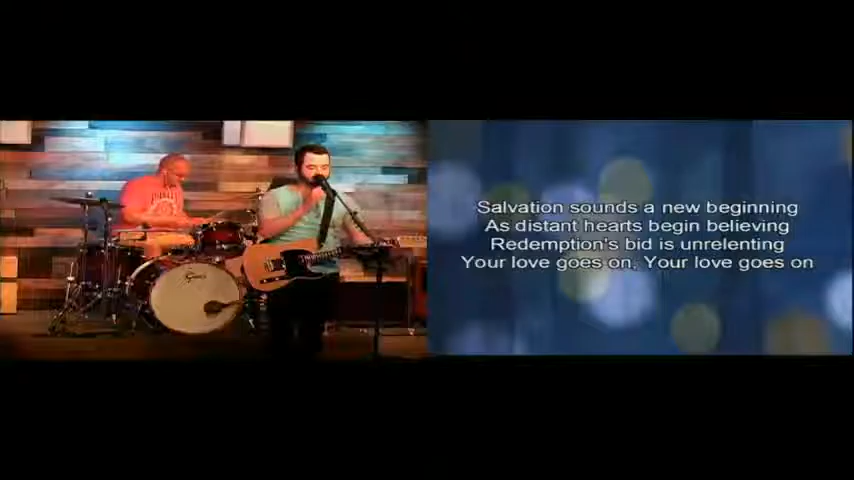 Salvation sounds a new beginning
As distant hearts begin believing
Redemption's bid is unrelenting
Your love goes on, Your love goes on